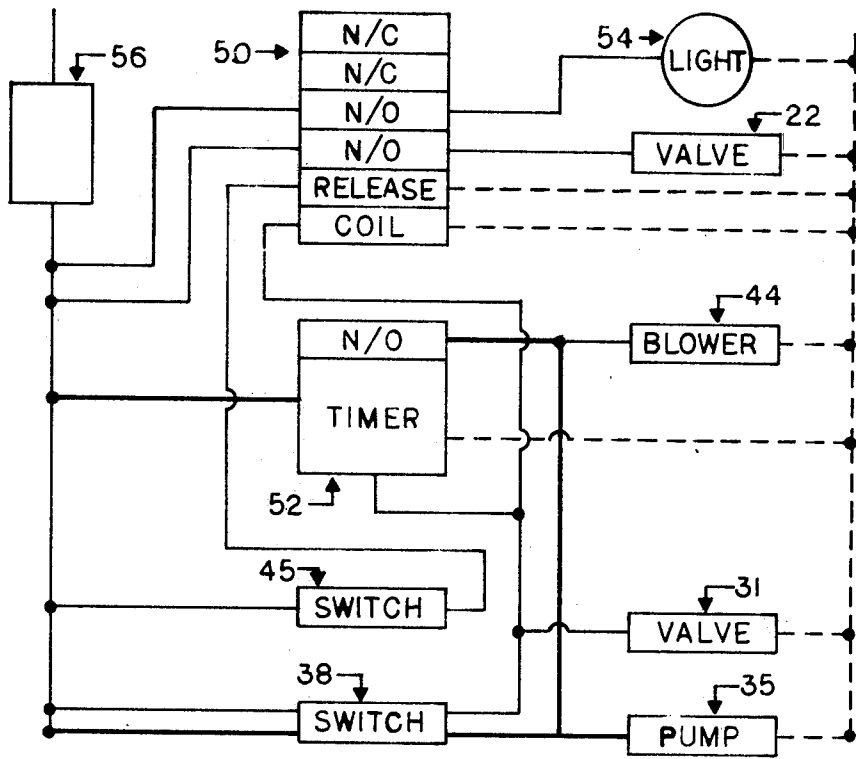 56
50
N/C
N/C
N/O
N/O
RELEASE
COIL
54
LIGHT
22
VALVE
44
BLOWER
N/O
TIMER
52
45
SWITCH
31
VALVE
38
SWITCH
35
PUMP